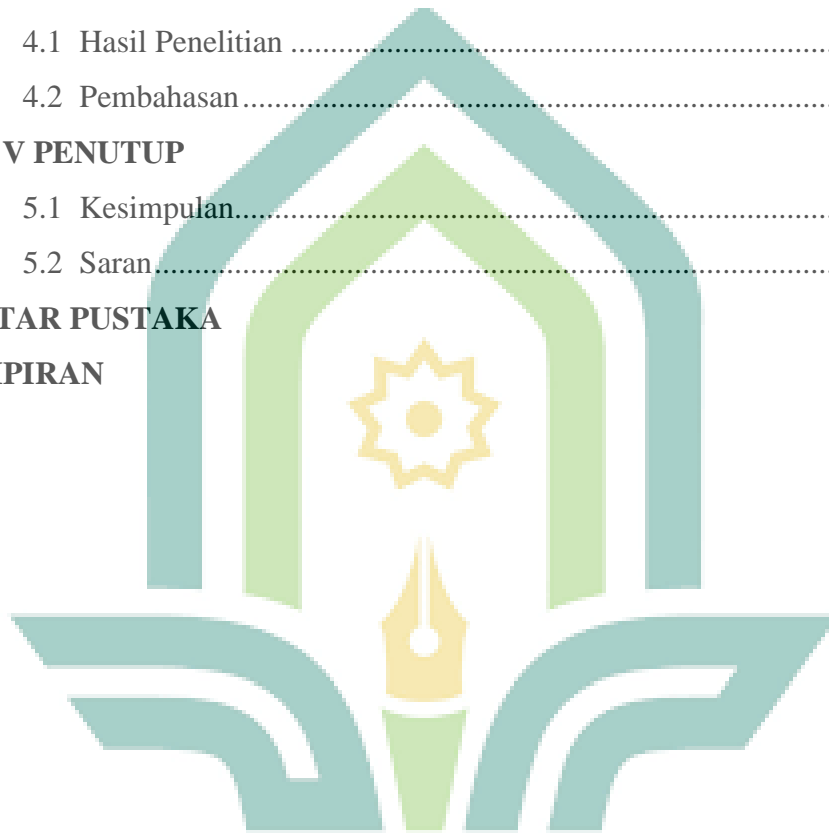 4.1 Hasil Penelitian ...............................................................................
4.2 Pembahasan.......................................................................................
V PENUTUP
5.1 Kesimpulan.......................................................................................
5.2 Saran..................................................................................................
TAR PUSTAKA
PIRAN